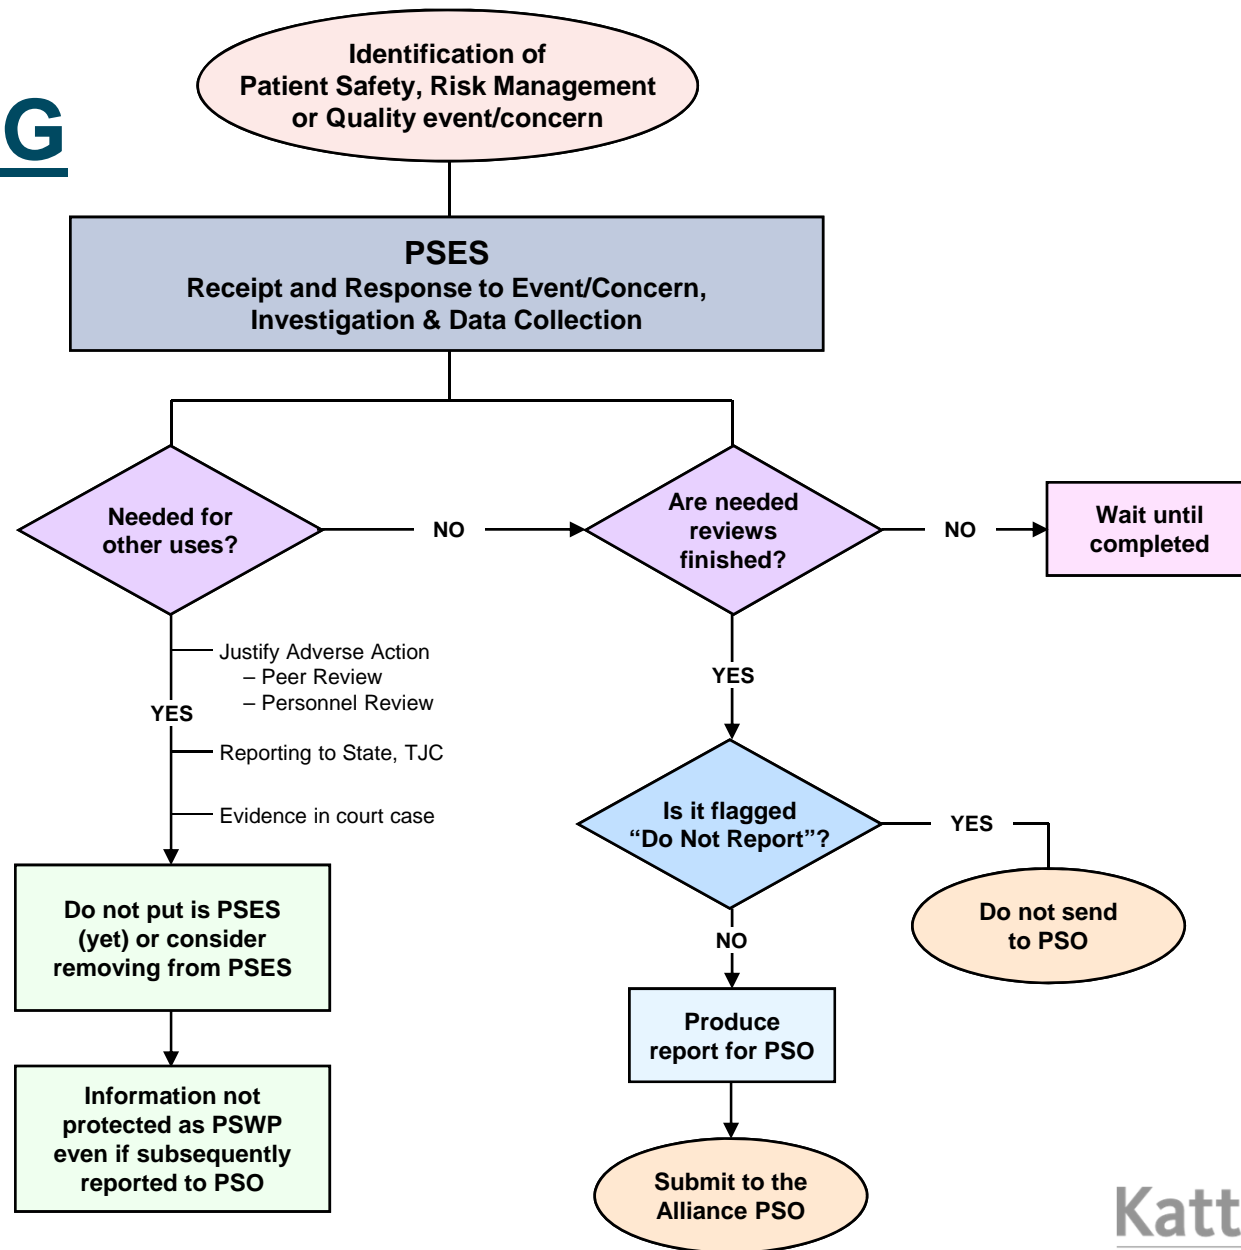 Identification of
Patient Safety, Risk Management
or Quality event/concern
G
PSES
Receipt and Response to Event/Concern,
Investigation & Data Collection
Needed for
other uses?
NO
Are needed
reviews
finished?
NO
Wait until
completed
Justify Adverse Action
– Peer Review
– Personnel Review
YES
Reporting to State, TJC
Evidence in court case
YES
Is it flagged
“Do Not Report”?
YES
Do not put is PSES
(yet) or consider
removing from PSES
Do not send
to PSO
NO
Produce
report for PSO
Information not
protected as PSWP
even if subsequently
reported to PSO
Submit to the
Alliance PSO
Katt